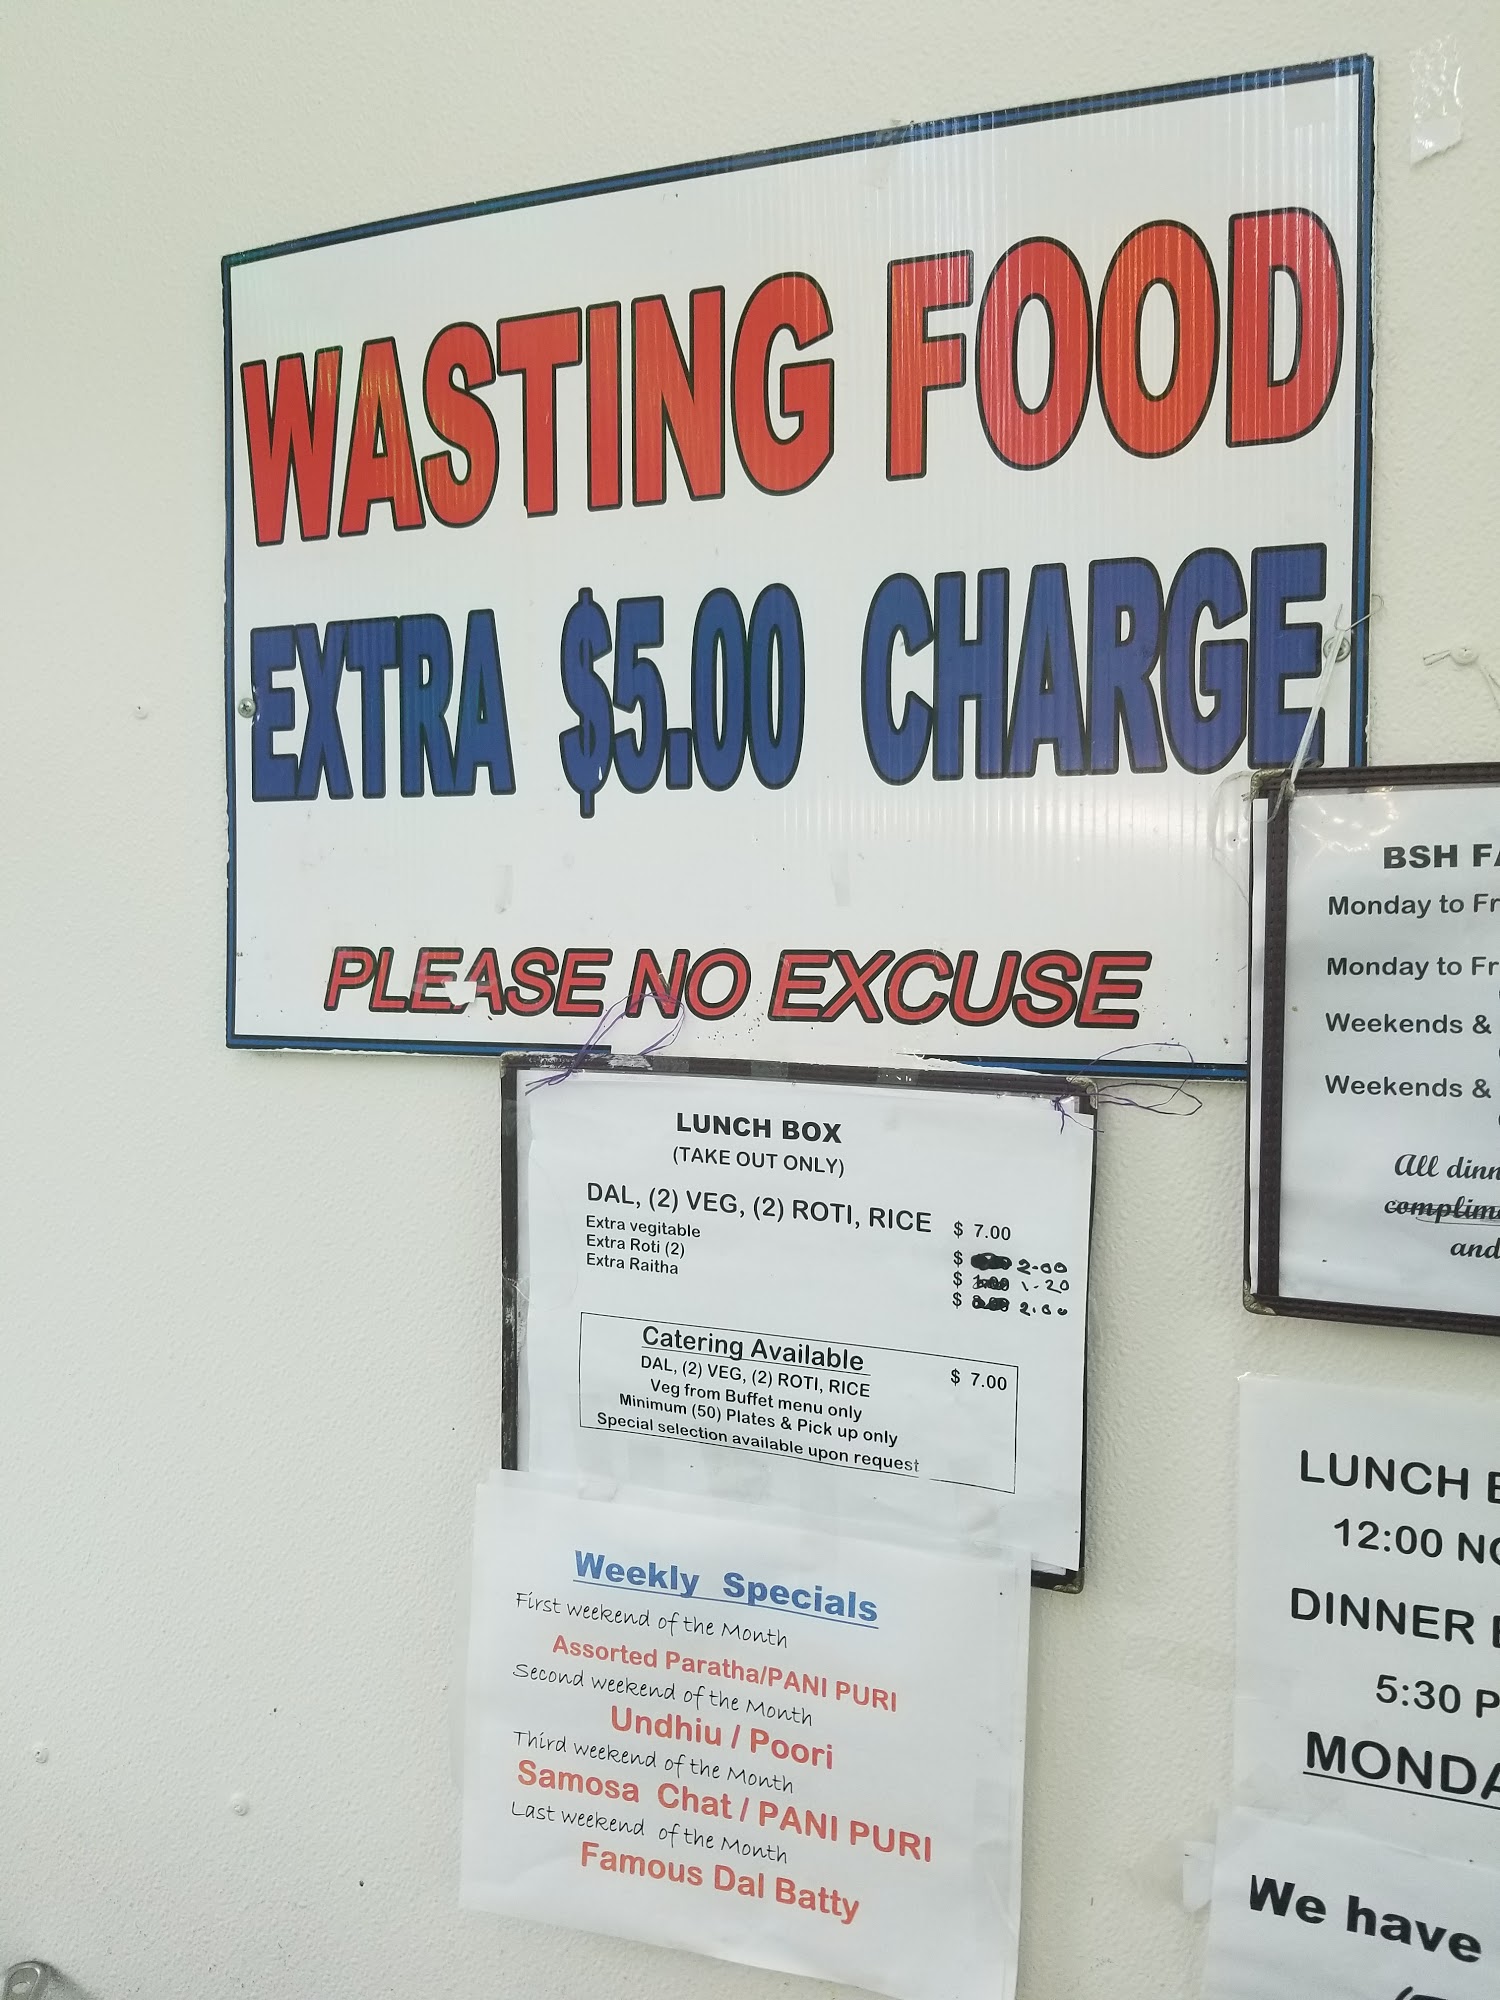 WASTING FOOD
EXTRA $5.00 CHARGE
PLEASE NO EXCUSE
LUNCH BOX
(TAKE OUT ONLY)
DAL, (2) VEG, (2) ROTI, RICE $ 7.00
Extra vegitable $ 2.00
Extra Roti (2) $ 1.20
Extra Raitha $ 2.00
Catering Available
DAL, (2) VEG, (2) ROTI, RICE $ 7.00
Veg from Buffet menu only
Minimum (50) Plates & Pick up only
Special selection available upon request
Weekly Specials
First weekend of the Month
Assorted Paratha/PANI PURI
Second weekend of the Month
Undhiu / Poori
Third weekend of the Month
Samosa Chat / PANI PURI
Last weekend of the Month
Famous Dal Batty
BSH
Monday to
Monday to
Weekends &
Weekends &
All
and
LUNCH
12:00
DINNER
5:30
We have